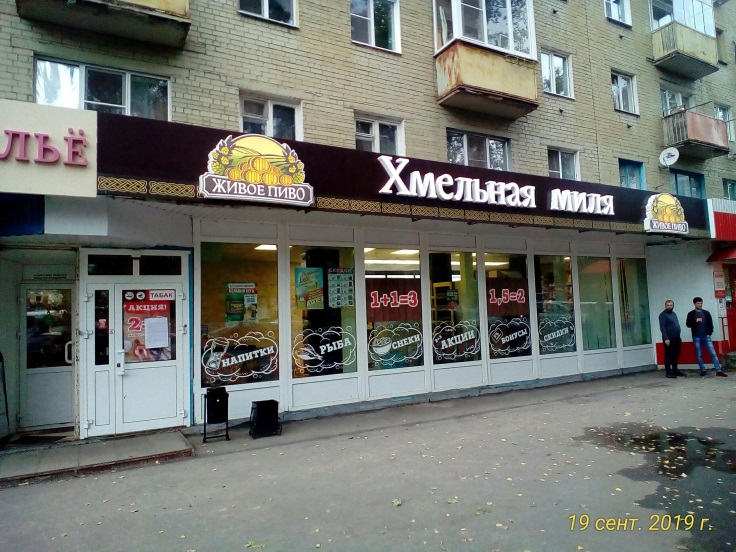 ЛЬЁ
ЖИВОЕ ПИВО
Хмельная миля
ЖИВОЕ ПИВО
ТАБАК
АКЦИЯ!
СКИДКИ
1+1=3
1,5=2
НАПИТКИ
РЫБА
СНЕКИ
АКЦИИ
БОНУСЫ
СКИДКИ
19 сент. 2019 г.